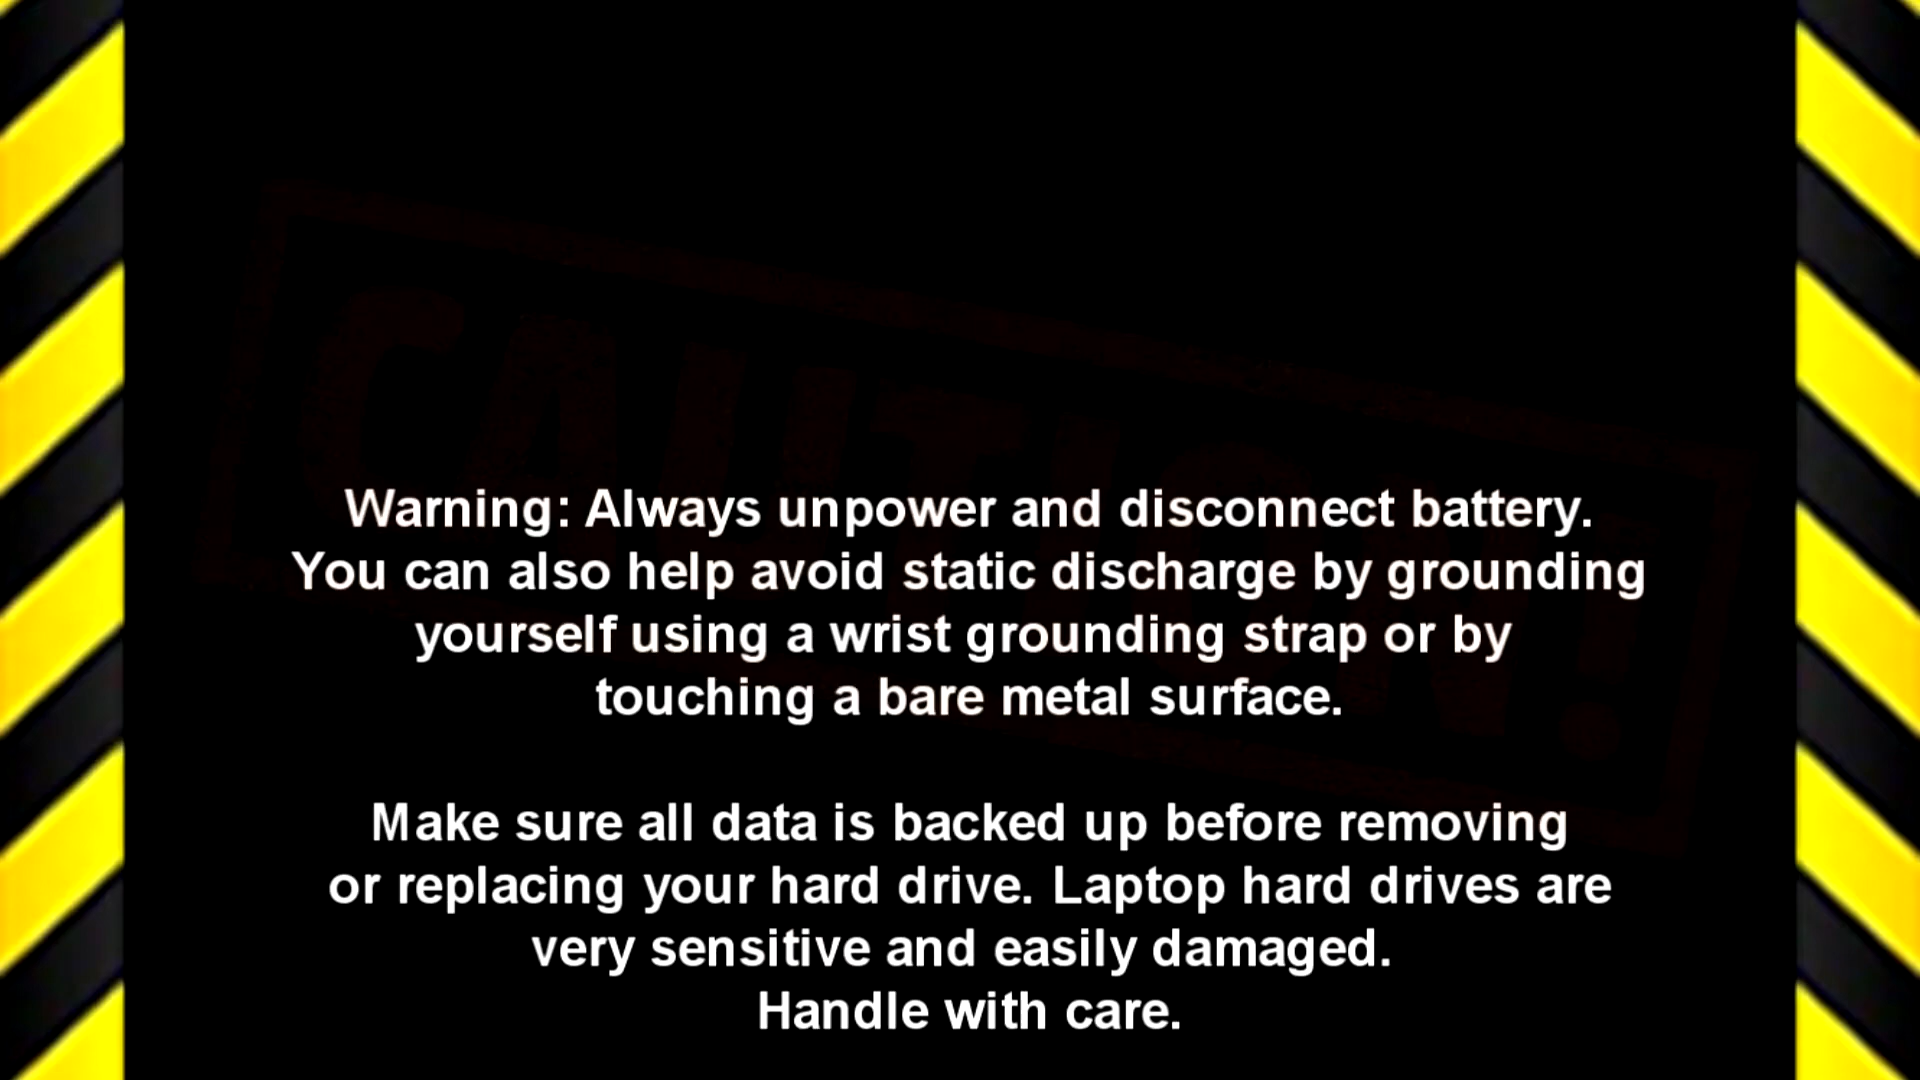 CAUTION!
Warning: Always unpower and disconnect battery.
You can also help avoid static discharge by grounding
yourself using a wrist grounding strap or by
touching a bare metal surface.
Make sure all data is backed up before removing
or replacing your hard drive. Laptop hard drives are
very sensitive and easily damaged.
Handle with care.